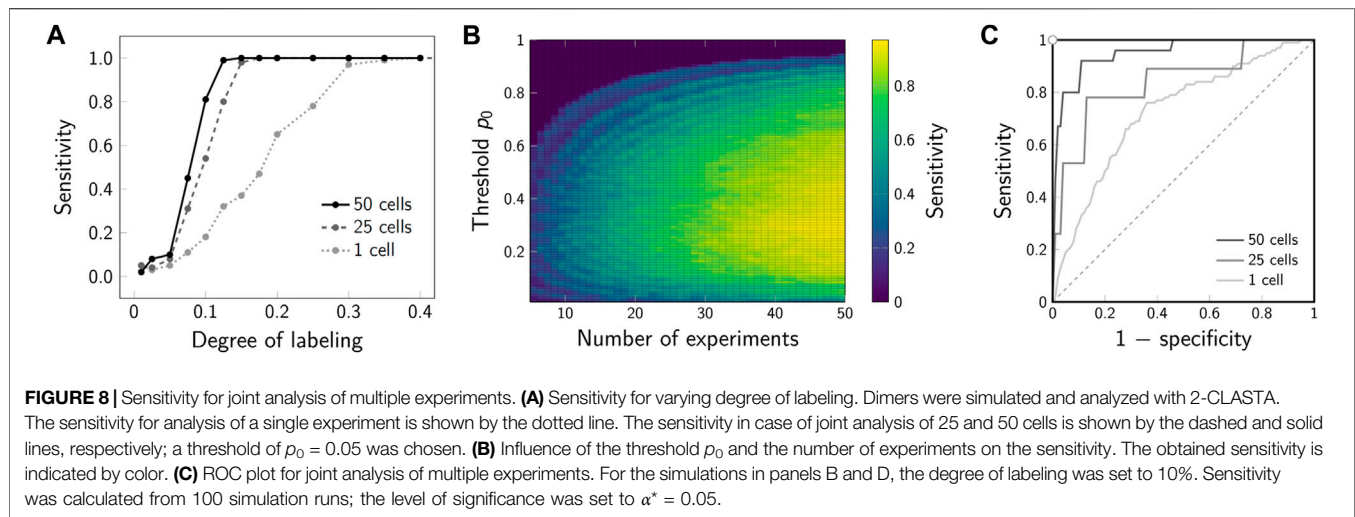 A
Sensitivity
1.0
0.8
0.6
0.4
0.2
0.0
50 cells
25 cells
1 cell
0
0.1
0.2
0.3
0.4
Degree of labeling
B
Threshold p0
1
0.8
0.6
0.4
0.2
10
20
30
40
50
Number of experiments
0.8
0.6
0.4
0.2
0
Sensitivity
C
Sensitivity
1
0.8
0.6
0.4
0.2
0
50 cells
25 cells
1 cell
0
0.2
0.4
0.6
0.8
1
1 − specificity
FIGURE 8 | Sensitivity for joint analysis of multiple experiments. (A) Sensitivity for varying degree of labeling. Dimers were simulated and analyzed with 2-CLASTA.
The sensitivity for analysis of a single experiment is shown by the dotted line. The sensitivity in case of joint analysis of 25 and 50 cells is shown by the dashed and solid
lines, respectively; a threshold of p0 = 0.05 was chosen. (B) Influence of the threshold p0 and the number of experiments on the sensitivity. The obtained sensitivity is
indicated by color. (C) ROC plot for joint analysis of multiple experiments. For the simulations in panels B and D, the degree of labeling was set to 10%. Sensitivity
was calculated from 100 simulation runs; the level of significance was set to α* = 0.05.